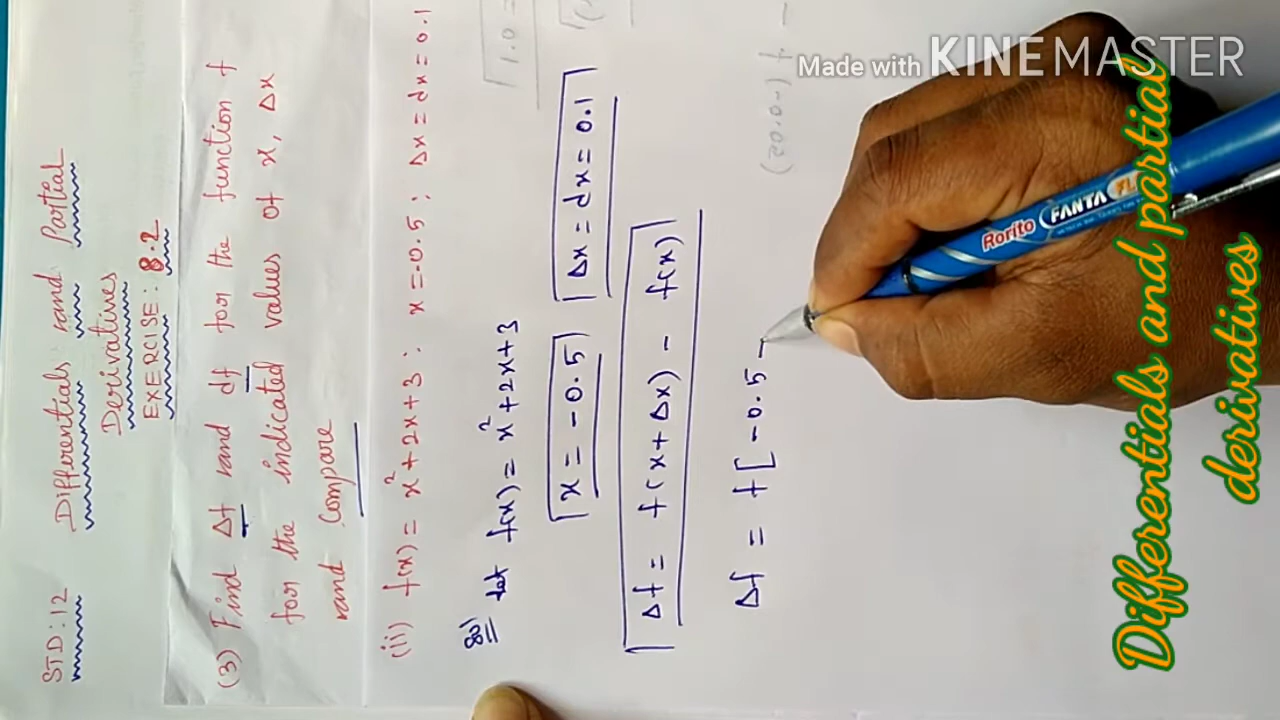 STD:12 Differentials and Partial
Derivatives
EXERCISE: 8.2
(3) Find Δf and df for the function f
for the indicated values of x, Δx
and compare
(ii) f(x) = x²+2x+3 : x=-0.5 ; Δx=dx=0.1
Sol) let f(x) = x²+2x+3
x = -0.5 Δx = dx = 0.1
Δf = f(x+Δx) - f(x)
Δf = f[-0.5
Made with KINEMASTER
Rorito FANTA
Differentials and partial
derivatives